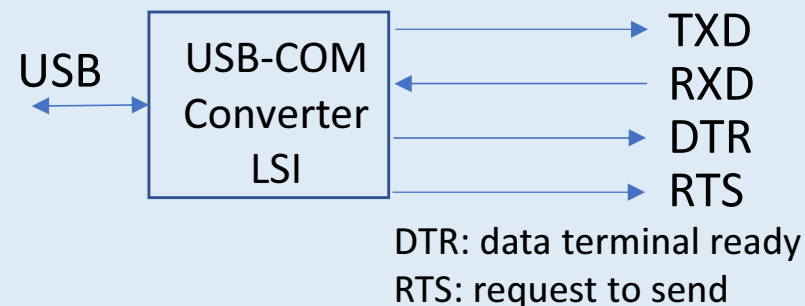 USB
USB-COM
Converter
LSI
TXD
RXD
DTR
RTS
DTR: data terminal ready
RTS: request to send